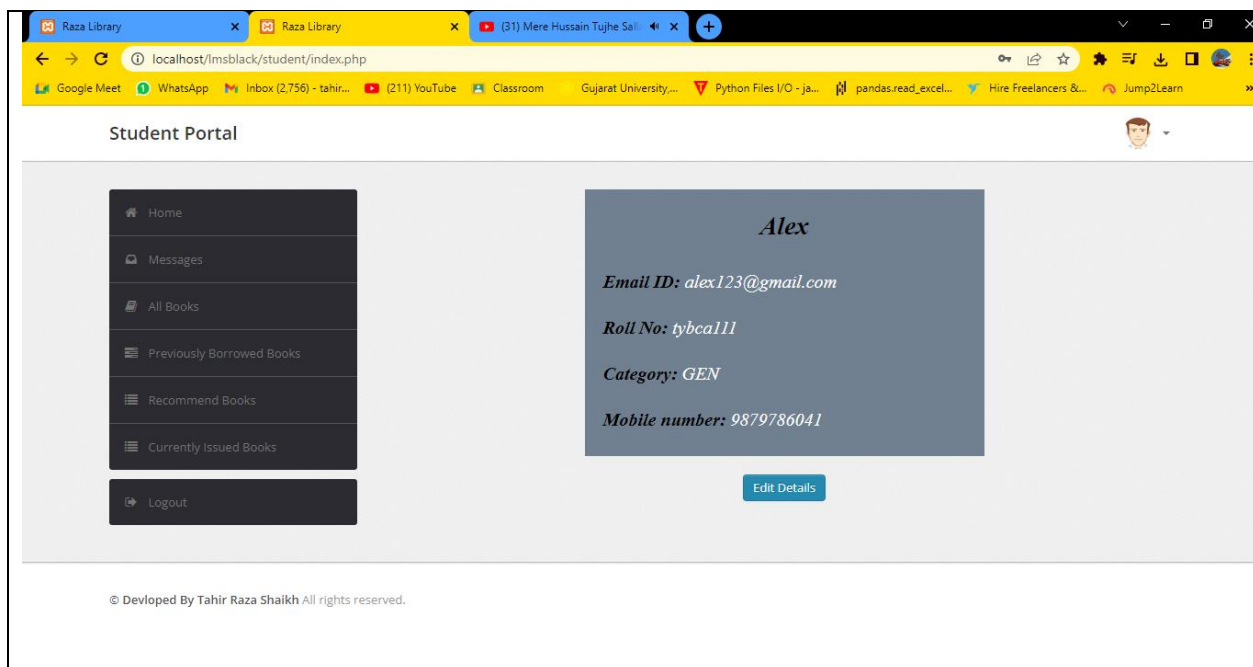 Raza Library
Raza Library
(31) Mere Hussain Tujhe Sal
localhost/lmsblack/student/index.php
Google Meet WhatsApp Inbox (2,756) - tahir... (211) YouTube Classroom Gujarat University,... Python Files I/O - ja... pandas.read_excel... Hire Freelancers &... Jump2Learn »
Student Portal
Home
Messages
All Books
Previously Borrowed Books
Recommend Books
Currently Issued Books
Logout
Alex
Email ID: alex123@gmail.com
Roll No: tybca111
Category: GEN
Mobile number: 9879786041
Edit Details
© Devloped By Tahir Raza Shaikh All rights reserved.